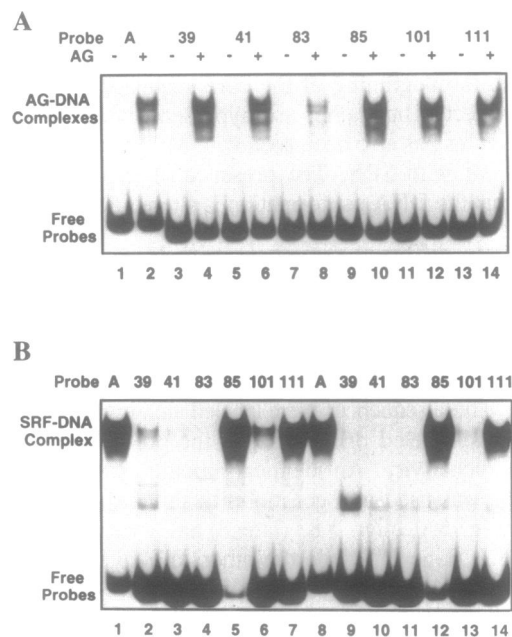 A
Probe A 39 41 83 85 101 111
AG - + - + - + - + - + - + - +
AG-DNA
Complexes
Free
Probes
1 2 3 4 5 6 7 8 9 10 11 12 13 14
B
Probe A 39 41 83 85 101 111 A 39 41 83 85 101 111
SRF-DNA
Complex
Free
Probes
1 2 3 4 5 6 7 8 9 10 11 12 13 14